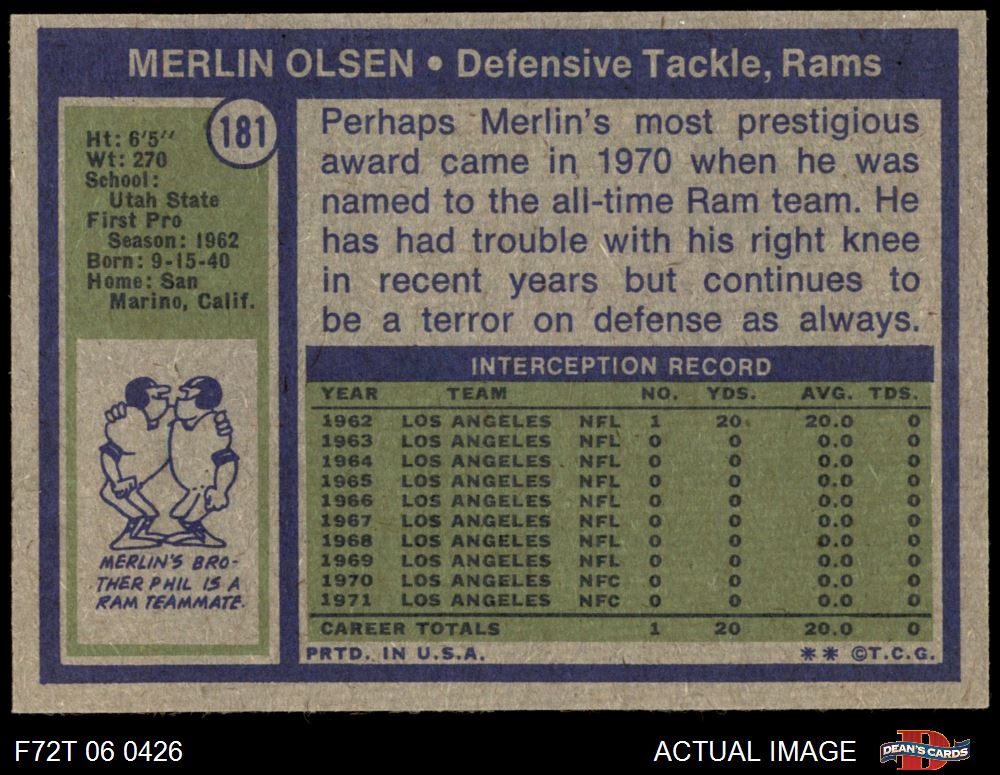 MERLIN OLSEN • Defensive Tackle, Rams
181
Ht: 6'5"
Wt: 270
School:
Utah State
First Pro
Season: 1962
Born: 9-15-40
Home: San
Marino, Calif.
MERLIN'S BRO-
THER PHIL IS A
RAM TEAMMATE.
Perhaps Merlin's most prestigious
award came in 1970 when he was
named to the all-time Ram team. He
has had trouble with his right knee
in recent years but continues to
be a terror on defense as always.
INTERCEPTION RECORD
YEAR TEAM NO. YDS. AVG. TDS.
1962 LOS ANGELES NFL 1 20 20.0 0
1963 LOS ANGELES NFL 0 0 0.0 0
1964 LOS ANGELES NFL 0 0 0.0 0
1965 LOS ANGELES NFL 0 0 0.0 0
1966 LOS ANGELES NFL 0 0 0.0 0
1967 LOS ANGELES NFL 0 0 0.0 0
1968 LOS ANGELES NFL 0 0 0.0 0
1969 LOS ANGELES NFL 0 0 0.0 0
1970 LOS ANGELES NFC 0 0 0.0 0
1971 LOS ANGELES NFC 0 0 0.0 0
CAREER TOTALS 1 20 20.0 0
PRTD. IN U.S.A. ** ©T.C.G.
F72T 06 0426 ACTUAL IMAGE D DEAN'S CARDS